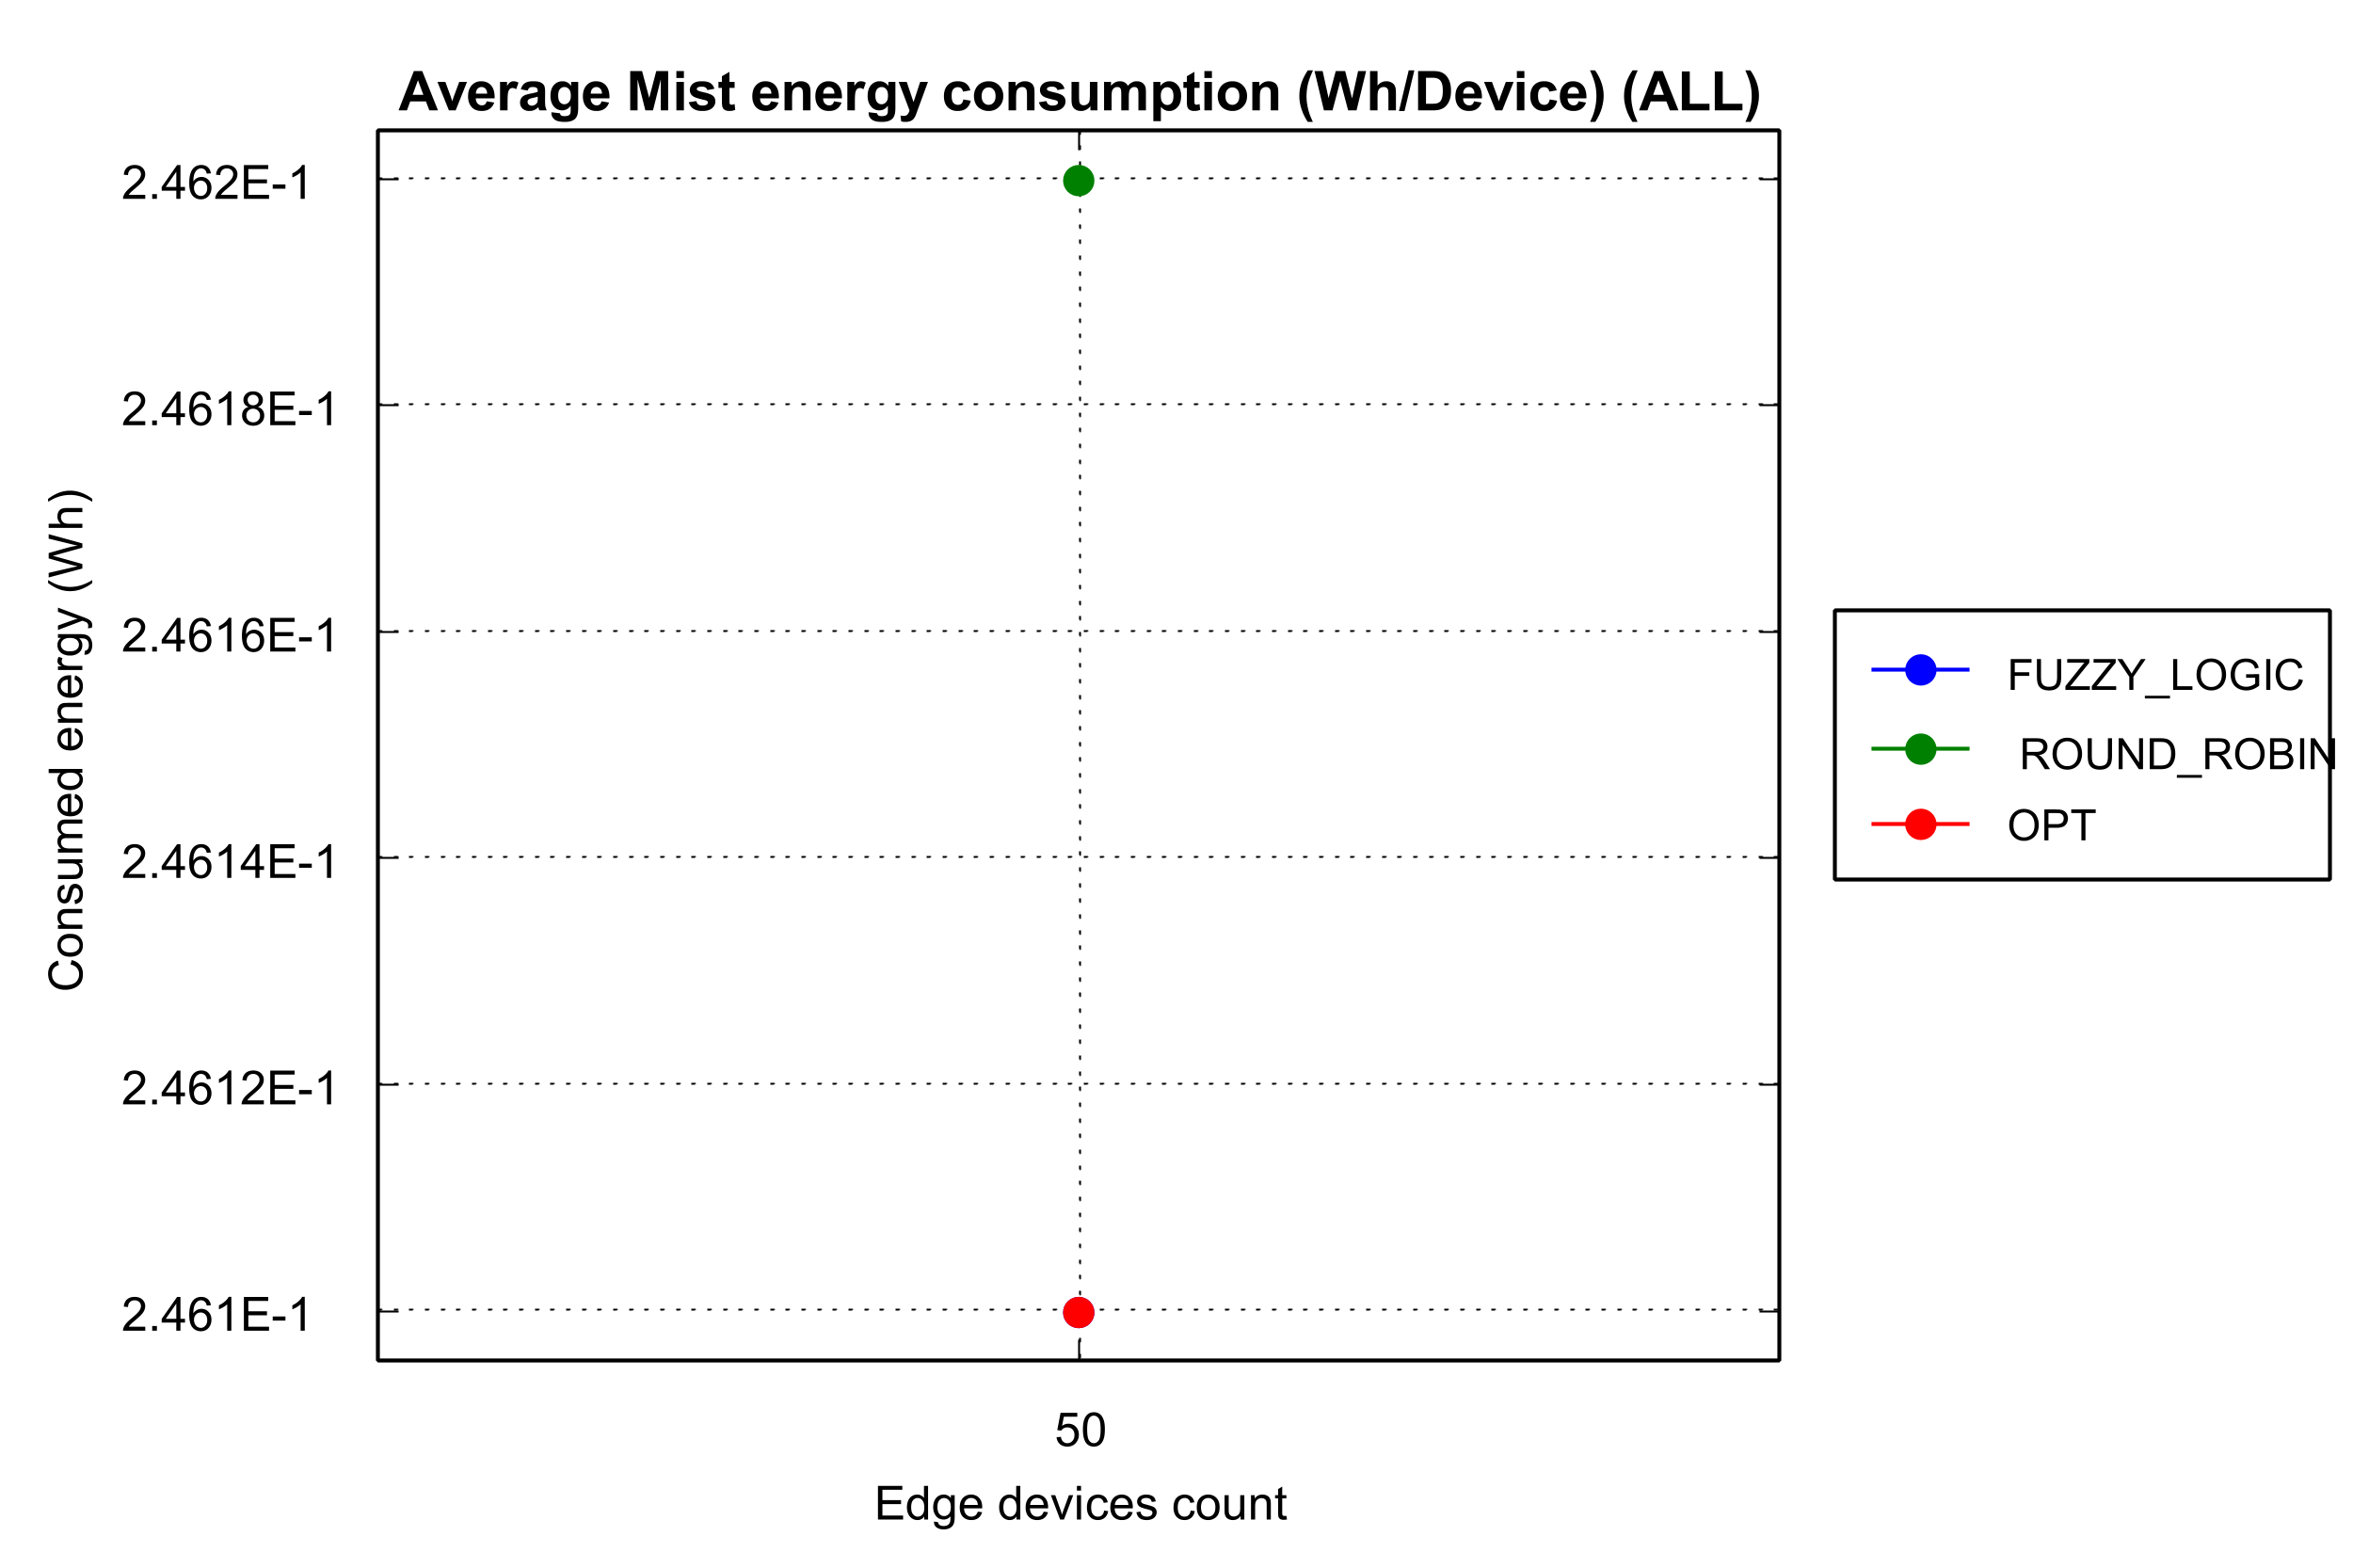 Average Mist energy consumption (Wh/Device) (ALL)
2.462E-1
2.4618E-1
2.4616E-1
2.4614E-1
2.4612E-1
2.461E-1
Consumed energy (Wh)
50
Edge devices count
FUZZY_LOGIC
ROUND_ROBIN
OPT